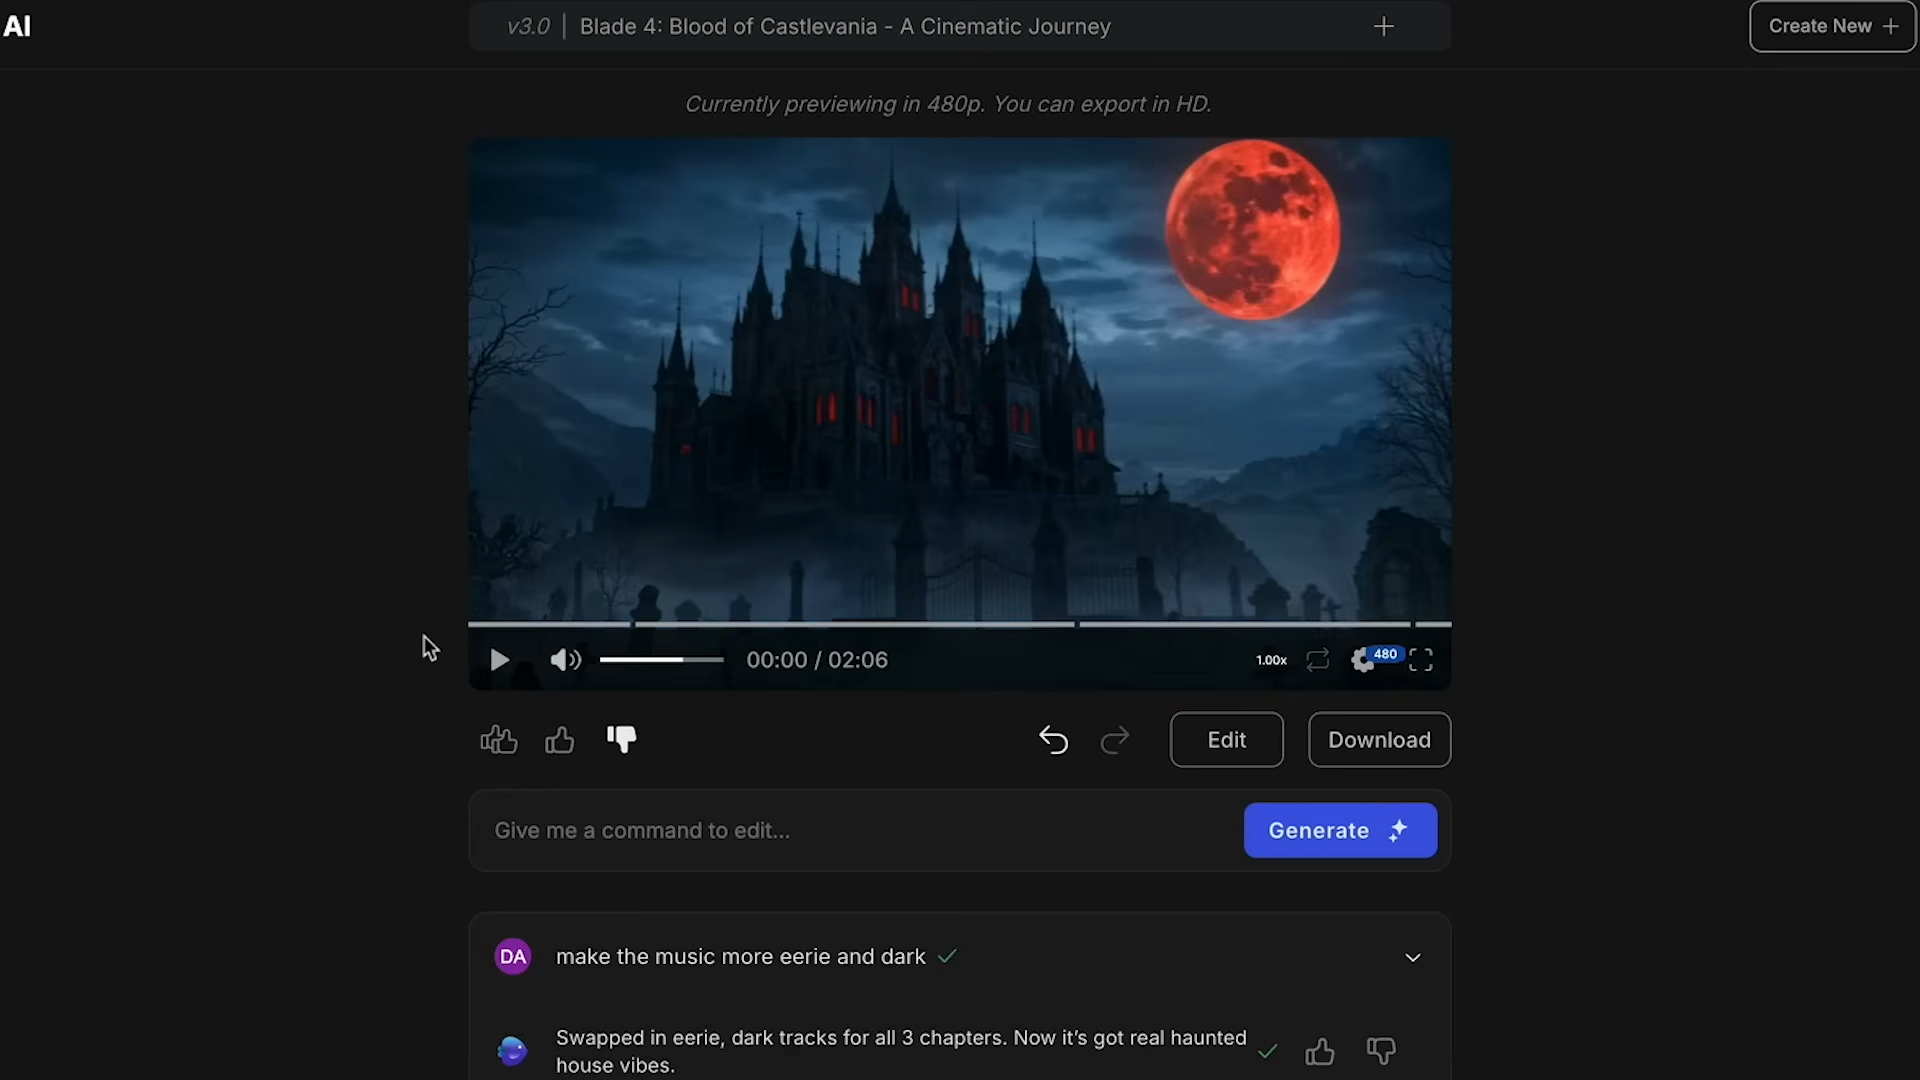 AI
v3.0 | Blade 4: Blood of Castlevania - A Cinematic Journey
Create New +
Currently previewing in 480p. You can export in HD.
00:00 / 02:06
1.00x
480
Edit
Download
Give me a command to edit...
Generate
DA
make the music more eerie and dark
Swapped in eerie, dark tracks for all 3 chapters. Now it's got real haunted
house vibes.